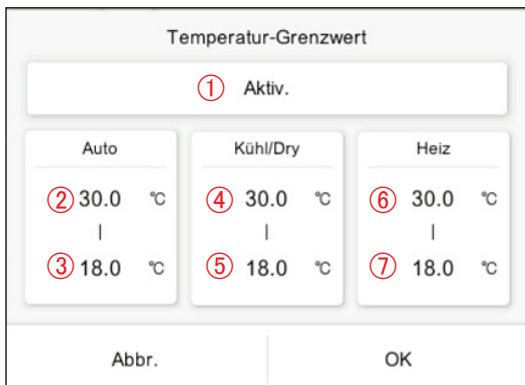 Temperatur-Grenzwert
① Aktiv.
Auto Kühl/Dry Heiz
② 30.0 ℃ ④ 30.0 ℃ ⑥ 30.0 ℃
| | |
③ 18.0 ℃ ⑤ 18.0 ℃ ⑦ 18.0 ℃
Abbr. OK